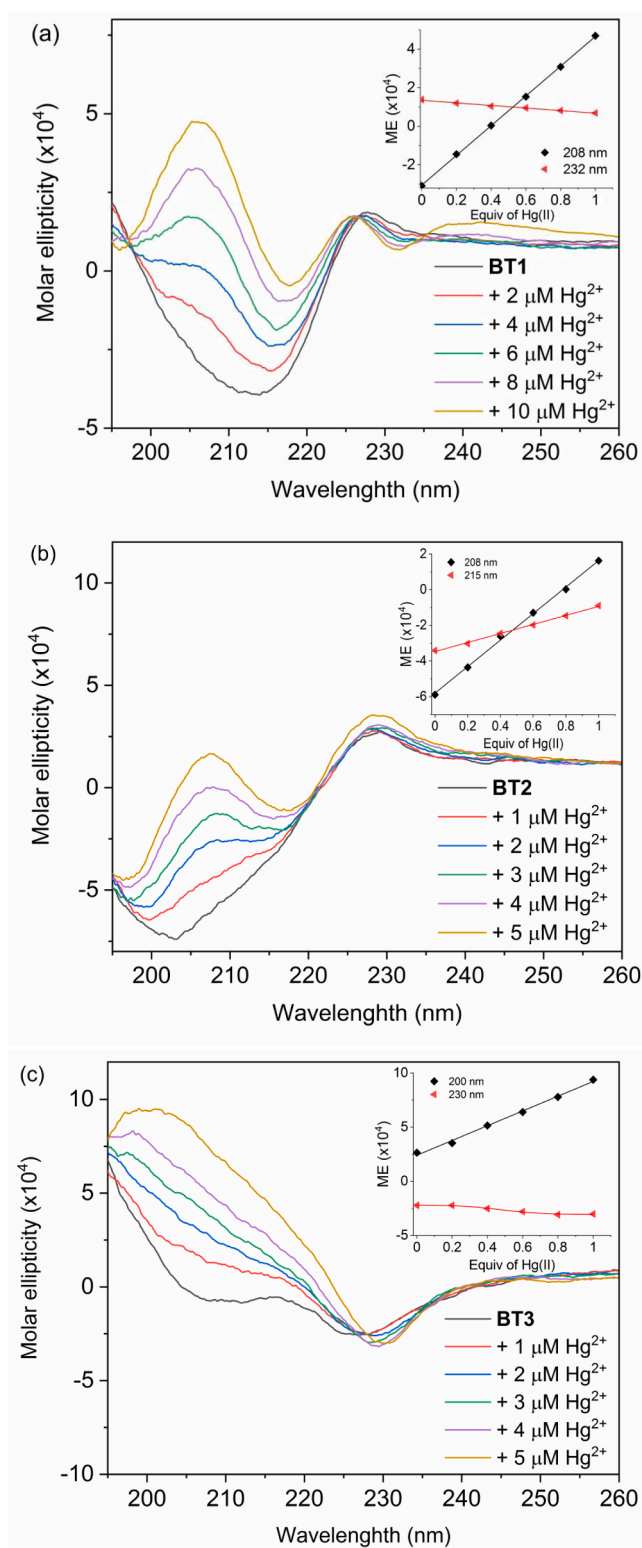 (a)
Molar ellipticity (x10⁴)
5
0
-5
200
210
220
230
240
250
260
Wavelenghth (nm)
BT1
+ 2 μM Hg²⁺
+ 4 μM Hg²⁺
+ 6 μM Hg²⁺
+ 8 μM Hg²⁺
+ 10 μM Hg²⁺
ME (x10⁴)
4
2
0
-2
0
0.2
0.4
0.6
0.8
1
Equiv of Hg(II)
208 nm
232 nm
(b)
Molar ellipticity (x10⁴)
10
5
0
-5
200
210
220
230
240
250
260
Wavelenghth (nm)
BT2
+ 1 μM Hg²⁺
+ 2 μM Hg²⁺
+ 3 μM Hg²⁺
+ 4 μM Hg²⁺
+ 5 μM Hg²⁺
ME (x10⁴)
2
0
-2
-4
-6
0
0.2
0.4
0.6
0.8
1
Equiv of Hg(II)
208 nm
215 nm
(c)
Molar ellipticity (x10⁴)
10
5
0
-5
-10
200
210
220
230
240
250
260
Wavelenghth (nm)
BT3
+ 1 μM Hg²⁺
+ 2 μM Hg²⁺
+ 3 μM Hg²⁺
+ 4 μM Hg²⁺
+ 5 μM Hg²⁺
ME (x10⁴)
10
5
0
-5
0
0.2
0.4
0.6
0.8
1
Equiv of Hg(II)
200 nm
230 nm